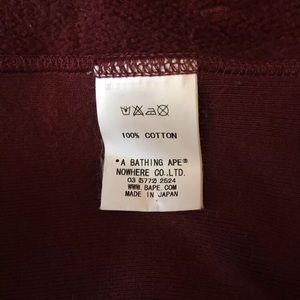 100% COTTON
•A BATHING APE®
NOWHERE CO.,LTD.
03 (5772) 2524
WWW.BAPE.COM
MADE IN JAPAN